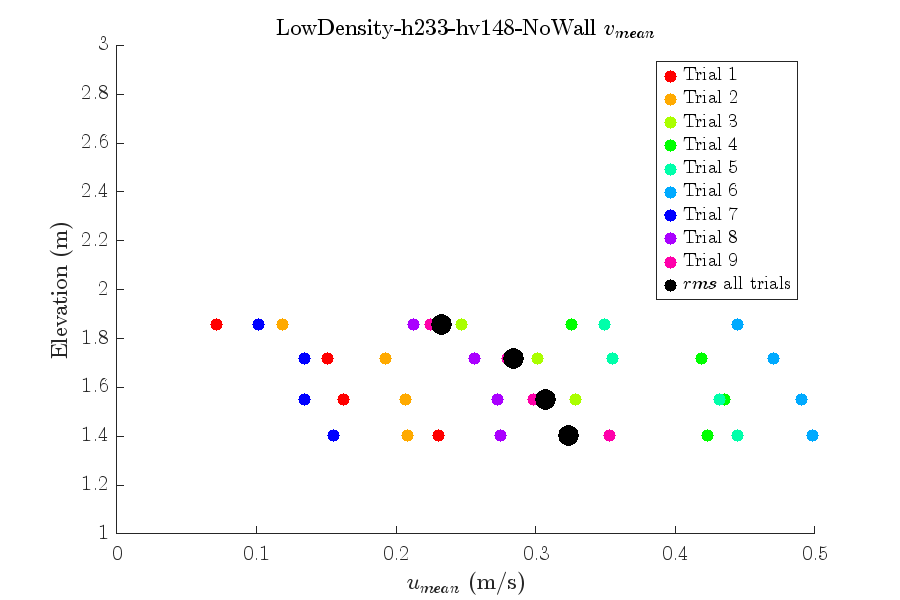 LowDensity-h233-hv148-NoWall v_mean
3
2.8
2.6
2.4
2.2
2
1.8
1.6
1.4
1.2
1
Elevation (m)
Trial 1
Trial 2
Trial 3
Trial 4
Trial 5
Trial 6
Trial 7
Trial 8
Trial 9
rms all trials
0 0.1 0.2 0.3 0.4 0.5
u_mean (m/s)